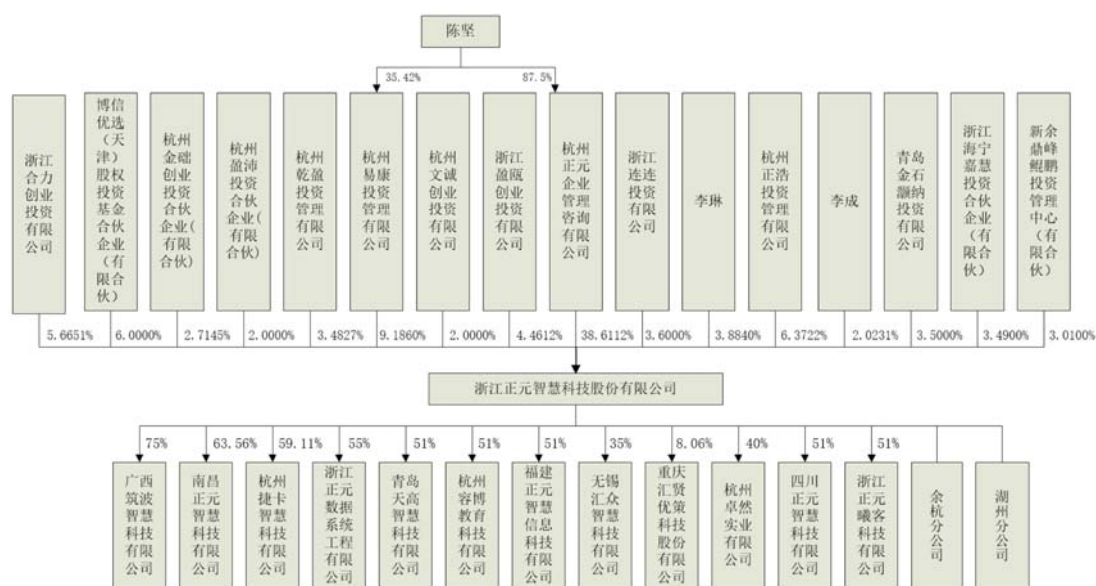 陈坚
35.42%
87.5%
浙江
合力
创业
投资
有限
公司
博信
优选
（天
津）
股权
投资
基金
合伙
企业
（有
限合
伙）
杭州
金础
创业
投资
合伙
企业(
有限
合伙)
杭州
盈沛
投资
合伙
企业(
有限
合伙)
杭州
乾盈
投资
管理
有限
公司
杭州
易康
投资
管理
有限
公司
杭州
文诚
创业
投资
有限
公司
浙江
盈瓯
创业
投资
有限
公司
杭州
正元
企业
管理
咨询
有限
公司
浙江
连连
投资
有限
公司
李琳
杭州
正浩
投资
管理
有限
公司
李成
青岛
金石
灏纳
投资
有限
公司
浙江
海宁
嘉慧
投资
合伙
企业
（有
限合
伙）
新余
鼎峰
鲲鹏
投资
管理
中心
（有
限合
伙）
5.6651%
6.0000%
2.7145%
2.0000%
3.4827%
9.1860%
2.0000%
4.4612%
38.6112%
3.6000%
3.8840%
6.3722%
2.0231%
3.5000%
3.4900%
3.0100%
浙江正元智慧科技股份有限公司
75%
63.56%
59.11%
55%
51%
51%
51%
35%
8.06%
40%
51%
51%
广西
筑波
智慧
科技
有限
公司
南昌
正元
智慧
科技
有限
公司
杭州
捷卡
智慧
科技
有限
公司
浙江
正元
数据
系统
工程
有限
公司
青岛
天高
智慧
科技
有限
公司
杭州
容博
教育
科技
有限
公司
福建
正元
智慧
信息
科技
有限
公司
无锡
汇众
智慧
科技
有限
公司
重庆
汇贤
优策
科技
股份
有限
公司
杭州
卓然
实业
有限
公司
四川
正元
智慧
科技
有限
公司
浙江
正元
曦客
科技
有限
公司
余杭分公司
湖州分公司